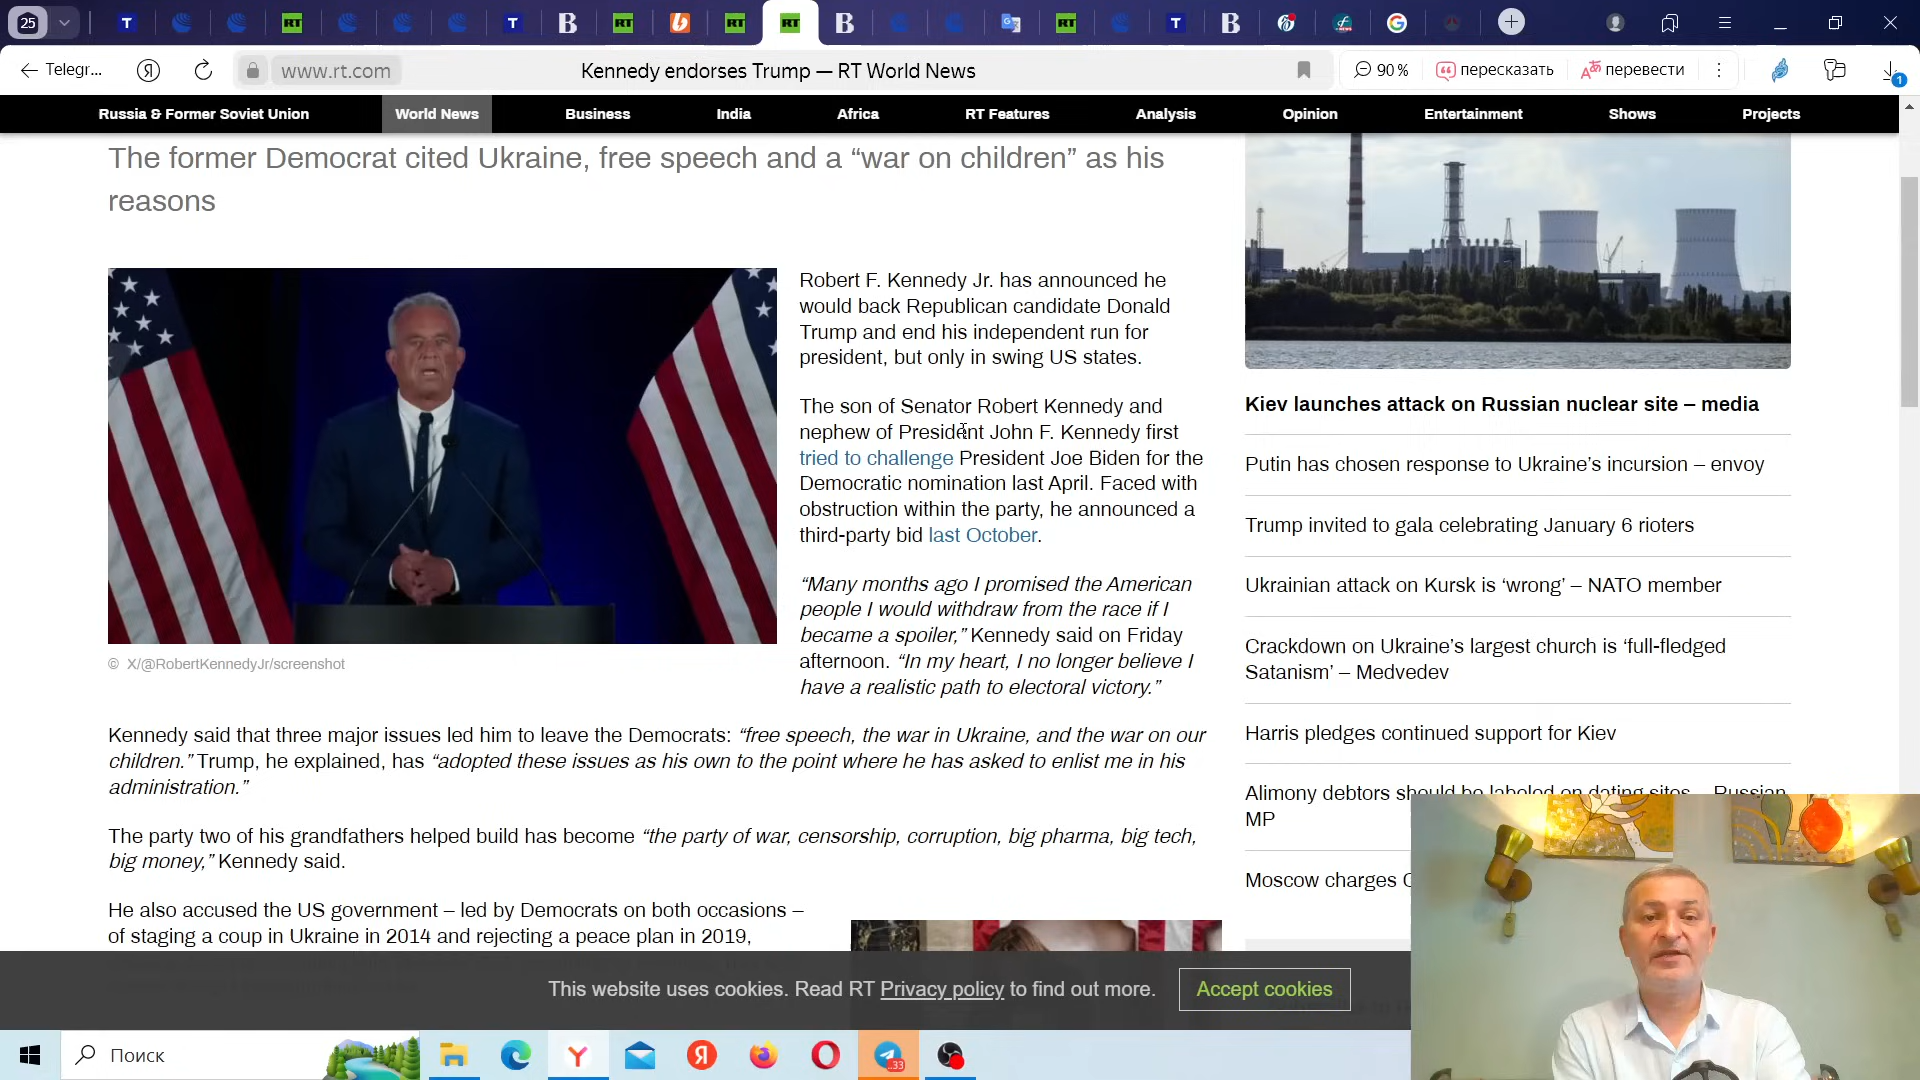 25
T
RT
T
B
RT
RT
RT
B
RT
T
B
Telegr...
Я
www.rt.com
Kennedy endorses Trump — RT World News
90 %
пересказать
перевести
1
Russia & Former Soviet Union
World News
Business
India
Africa
RT Features
Analysis
Opinion
Entertainment
Shows
Projects
The former Democrat cited Ukraine, free speech and a “war on children” as his
reasons
© X/@RobertKennedyJr/screenshot
Robert F. Kennedy Jr. has announced he
would back Republican candidate Donald
Trump and end his independent run for
president, but only in swing US states.
The son of Senator Robert Kennedy and
nephew of President John F. Kennedy first
tried to challenge President Joe Biden for the
Democratic nomination last April. Faced with
obstruction within the party, he announced a
third-party bid last October.
“Many months ago I promised the American
people I would withdraw from the race if I
became a spoiler,” Kennedy said on Friday
afternoon. “In my heart, I no longer believe I
have a realistic path to electoral victory.”
Kennedy said that three major issues led him to leave the Democrats: “free speech, the war in Ukraine, and the war on our
children.” Trump, he explained, has “adopted these issues as his own to the point where he has asked to enlist me in his
administration.”
The party two of his grandfathers helped build has become “the party of war, censorship, corruption, big pharma, big tech,
big money,” Kennedy said.
He also accused the US government – led by Democrats on both occasions –
of staging a coup in Ukraine in 2014 and rejecting a peace plan in 2019,
Kiev launches attack on Russian nuclear site – media
Putin has chosen response to Ukraine’s incursion – envoy
Trump invited to gala celebrating January 6 rioters
Ukrainian attack on Kursk is ‘wrong’ – NATO member
Crackdown on Ukraine’s largest church is ‘full-fledged
Satanism’ – Medvedev
Harris pledges continued support for Kiev
Alimony debtors should be labeled on dating sites – Russian
MP
Moscow charges
This website uses cookies. Read RT Privacy policy to find out more.
Accept cookies
Поиск
Я
33